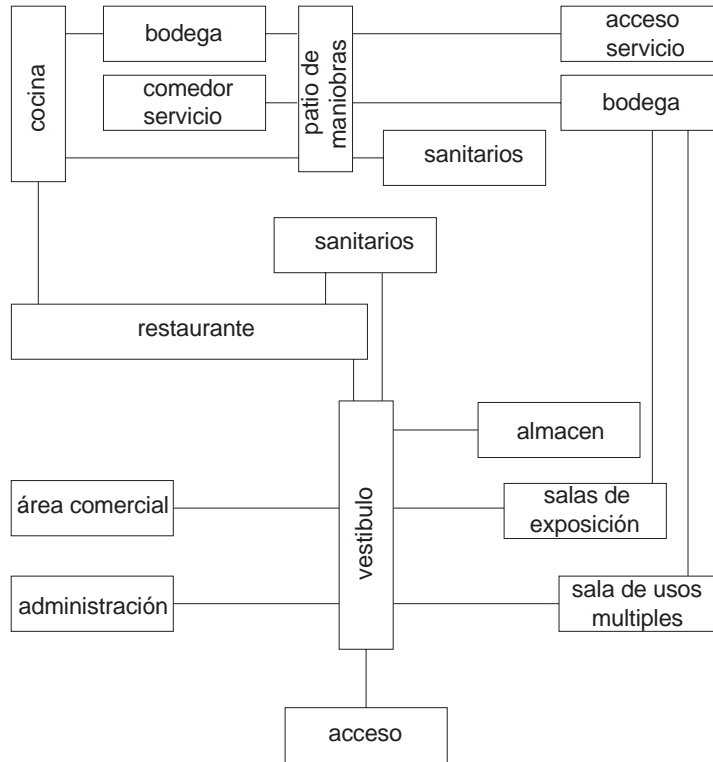 cocina
bodega
patio de
maniobras
acceso
servicio
comedor
servicio
bodega
sanitarios
sanitarios
restaurante
vestibulo
almacen
área comercial
salas de
exposición
administración
sala de usos
multiples
acceso